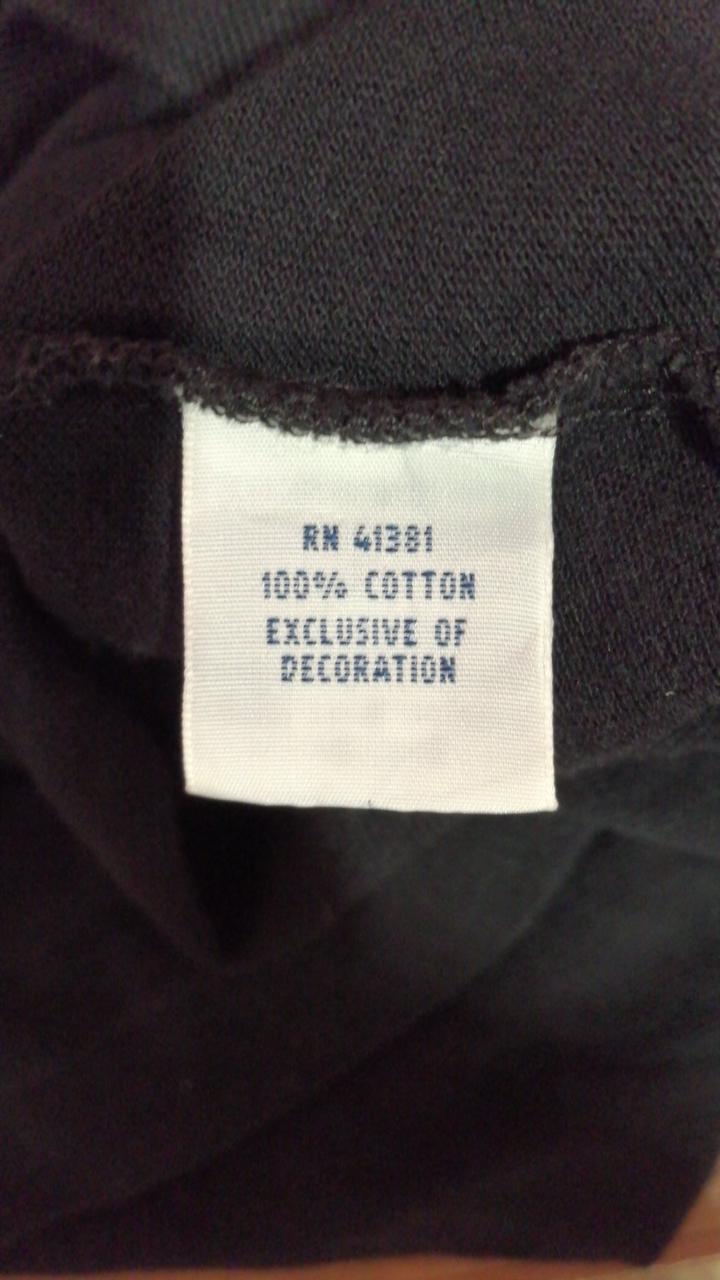 RN 41381
100% COTTON
EXCLUSIVE OF
DECORATION